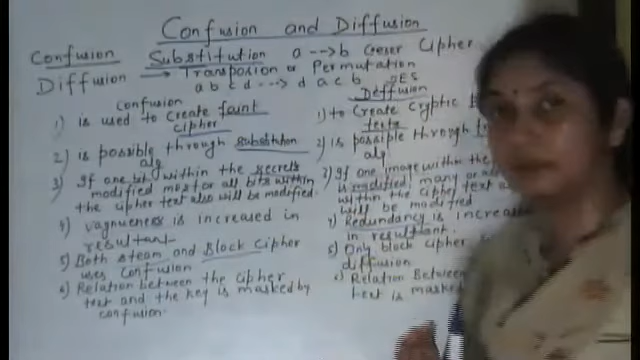 Confusion and Diffusion
Confusion Substitution a --->b Ceaser Cipher
Diffusion ---> Transposion or Permutation
a b c d ---> d a c b DES
confusion
1) is used to create faint
cipher
2) is possible through substitution
alg
3) If one bit within the secrets
modified most or all bits within
the cipher text also will be modified.
4) Vagueness is increased in
resultant
5) Both steam and Block Cipher
uses Confusion
6) Relation between the cipher
text and the key is masked by
confusion.
Diffusion
1) to Create Cryptic
texts
2) is possible through
alg
3) If one image within the
is modified, many or
within the cipher text
will be modified
4) Redundancy is increas
in resultant.
5) Only block cipher
diffusion
6) Relation Between
text is masked